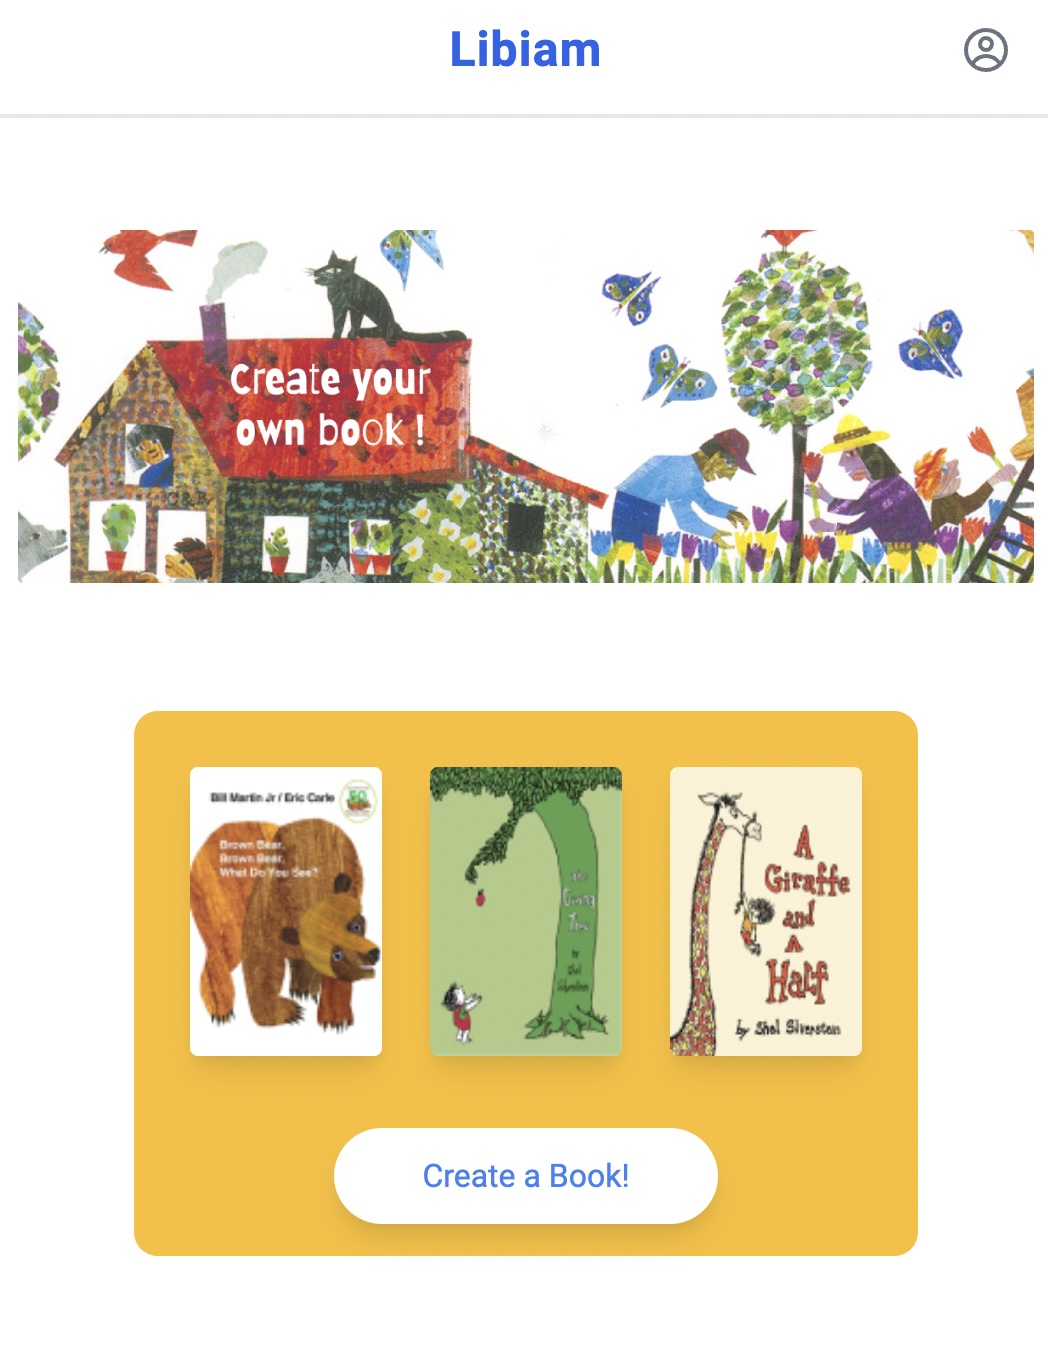 Libiam
Create your
own book !
Bill Martin Jr / Eric Carle
Brown Bear,
Brown Bear,
What Do You See?
The
Giving
Tree
by
Shel
Silverstein
A
Giraffe
and
A
Half
by Shel Silverstein
Create a Book!